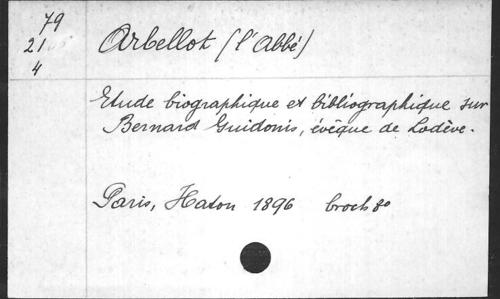 79
21
4
Arbellot (l'Abbé)
Etude biographique et bibliographique sur
Bernard Guidonis, évêque de Lodève.
Paris, Haton 1896 broch 8°